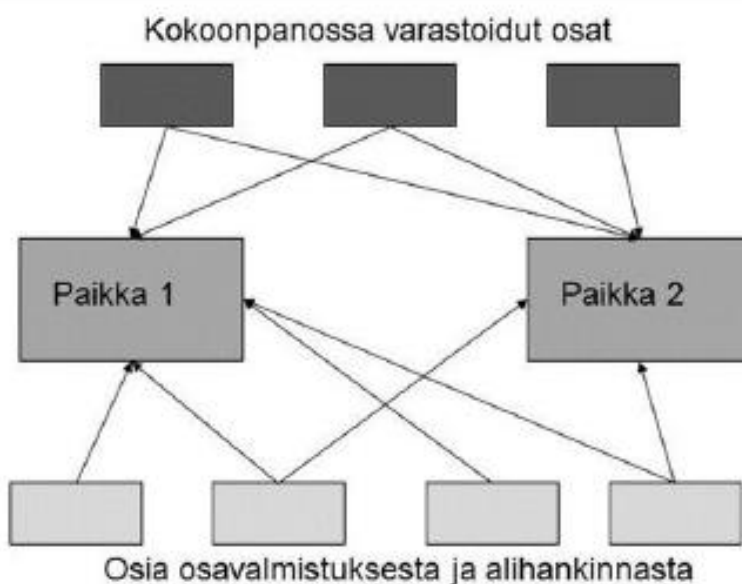 Kokoonpanossa varastoidut osat
Paikka 1
Paikka 2
Osia osavalmistuksesta ja alihankinnasta